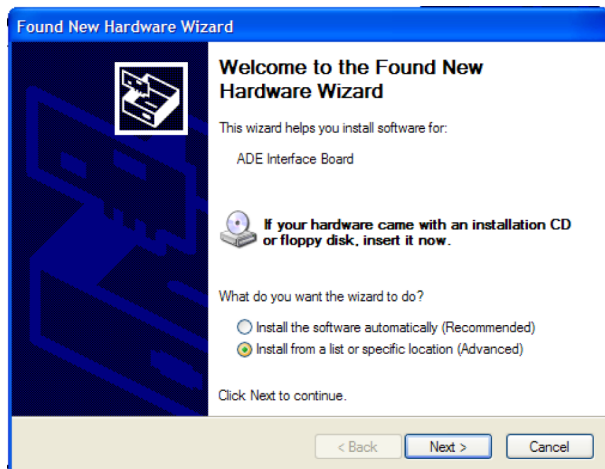 Found New Hardware Wizard
Welcome to the Found New
Hardware Wizard
This wizard helps you install software for:
ADE Interface Board
If your hardware came with an installation CD
or floppy disk, insert it now.
What do you want the wizard to do?
Install the software automatically (Recommended)
Install from a list or specific location (Advanced)
Click Next to continue.
< Back Next > Cancel